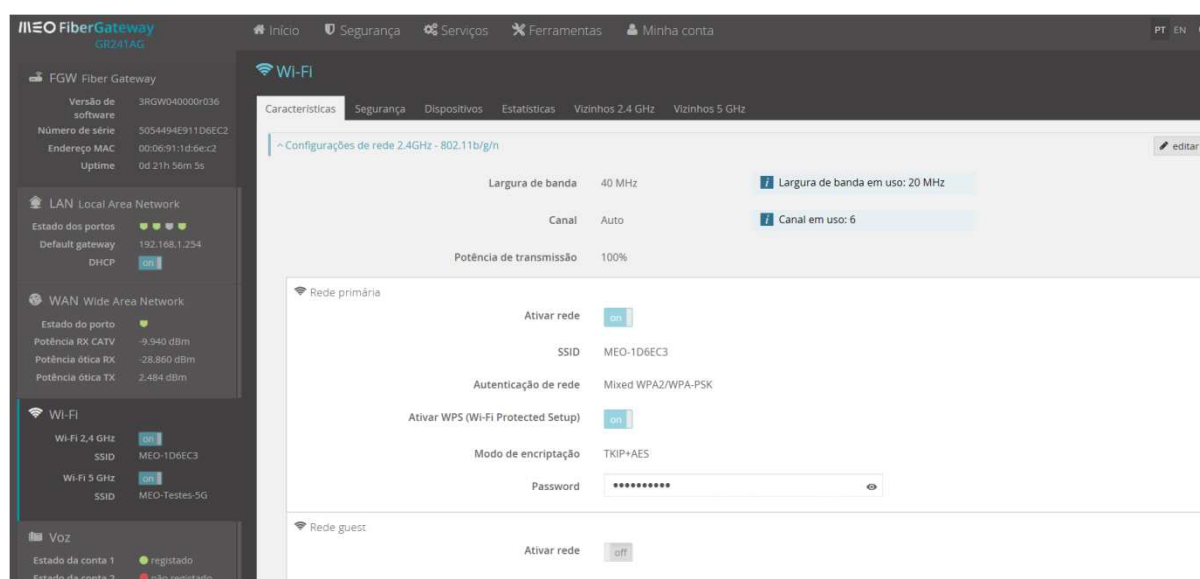 MEO FiberGateway
GR241AG
Início
Segurança
Serviços
Ferramentas
Minha conta
PT EN
FGW Fiber Gateway
Versão de software 3RGW040000r036
Número de série 5054494E911D6EC2
Endereço MAC 00:06:91:1d:6e:c2
Uptime 0d 21h 56m 5s
LAN Local Area Network
Estado dos portos
Default gateway 192.168.1.254
DHCP on
WAN Wide Area Network
Estado do porto
Potência RX CATV -9.940 dBm
Potência ótica RX -28.860 dBm
Potência ótica TX 2.484 dBm
Wi-Fi
Wi-Fi 2,4 GHz on
SSID MEO-1D6EC3
Wi-Fi 5 GHz on
SSID MEO-Testes-5G
Voz
Estado da conta 1 registado
Estado da conta 2 não registado
Wi-Fi
Características Segurança Dispositivos Estatísticas Vizinhos 2.4 GHz Vizinhos 5 GHz
Configurações de rede 2.4GHz - 802.11b/g/n editar
Largura de banda 40 MHz Largura de banda em uso: 20 MHz
Canal Auto Canal em uso: 6
Potência de transmissão 100%
Rede primária
Ativar rede on
SSID MEO-1D6EC3
Autenticação de rede Mixed WPA2/WPA-PSK
Ativar WPS (Wi-Fi Protected Setup) on
Modo de encriptação TKIP+AES
Password ••••••••••
Rede guest
Ativar rede off